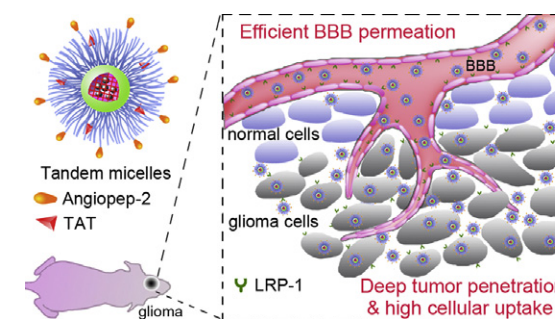 Efficient BBB permeation
BBB
normal cells
Tandem micelles
Angiopep-2
TAT
glioma cells
LRP-1
glioma
Deep tumor penetration
& high cellular uptake